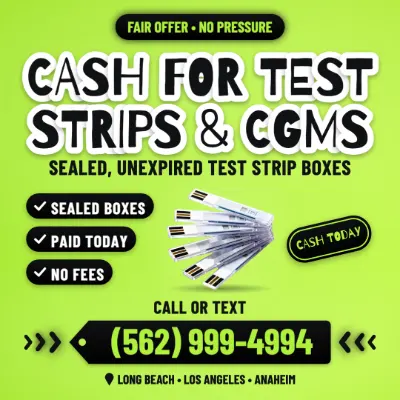 FAIR OFFER • NO PRESSURE
CASH FOR TEST
STRIPS & CGMS
SEALED, UNEXPIRED TEST STRIP BOXES
SEALED BOXES
PAID TODAY
NO FEES
CASH TODAY
CALL OR TEXT
(562) 999-4994
LONG BEACH • LOS ANGELES • ANAHEIM